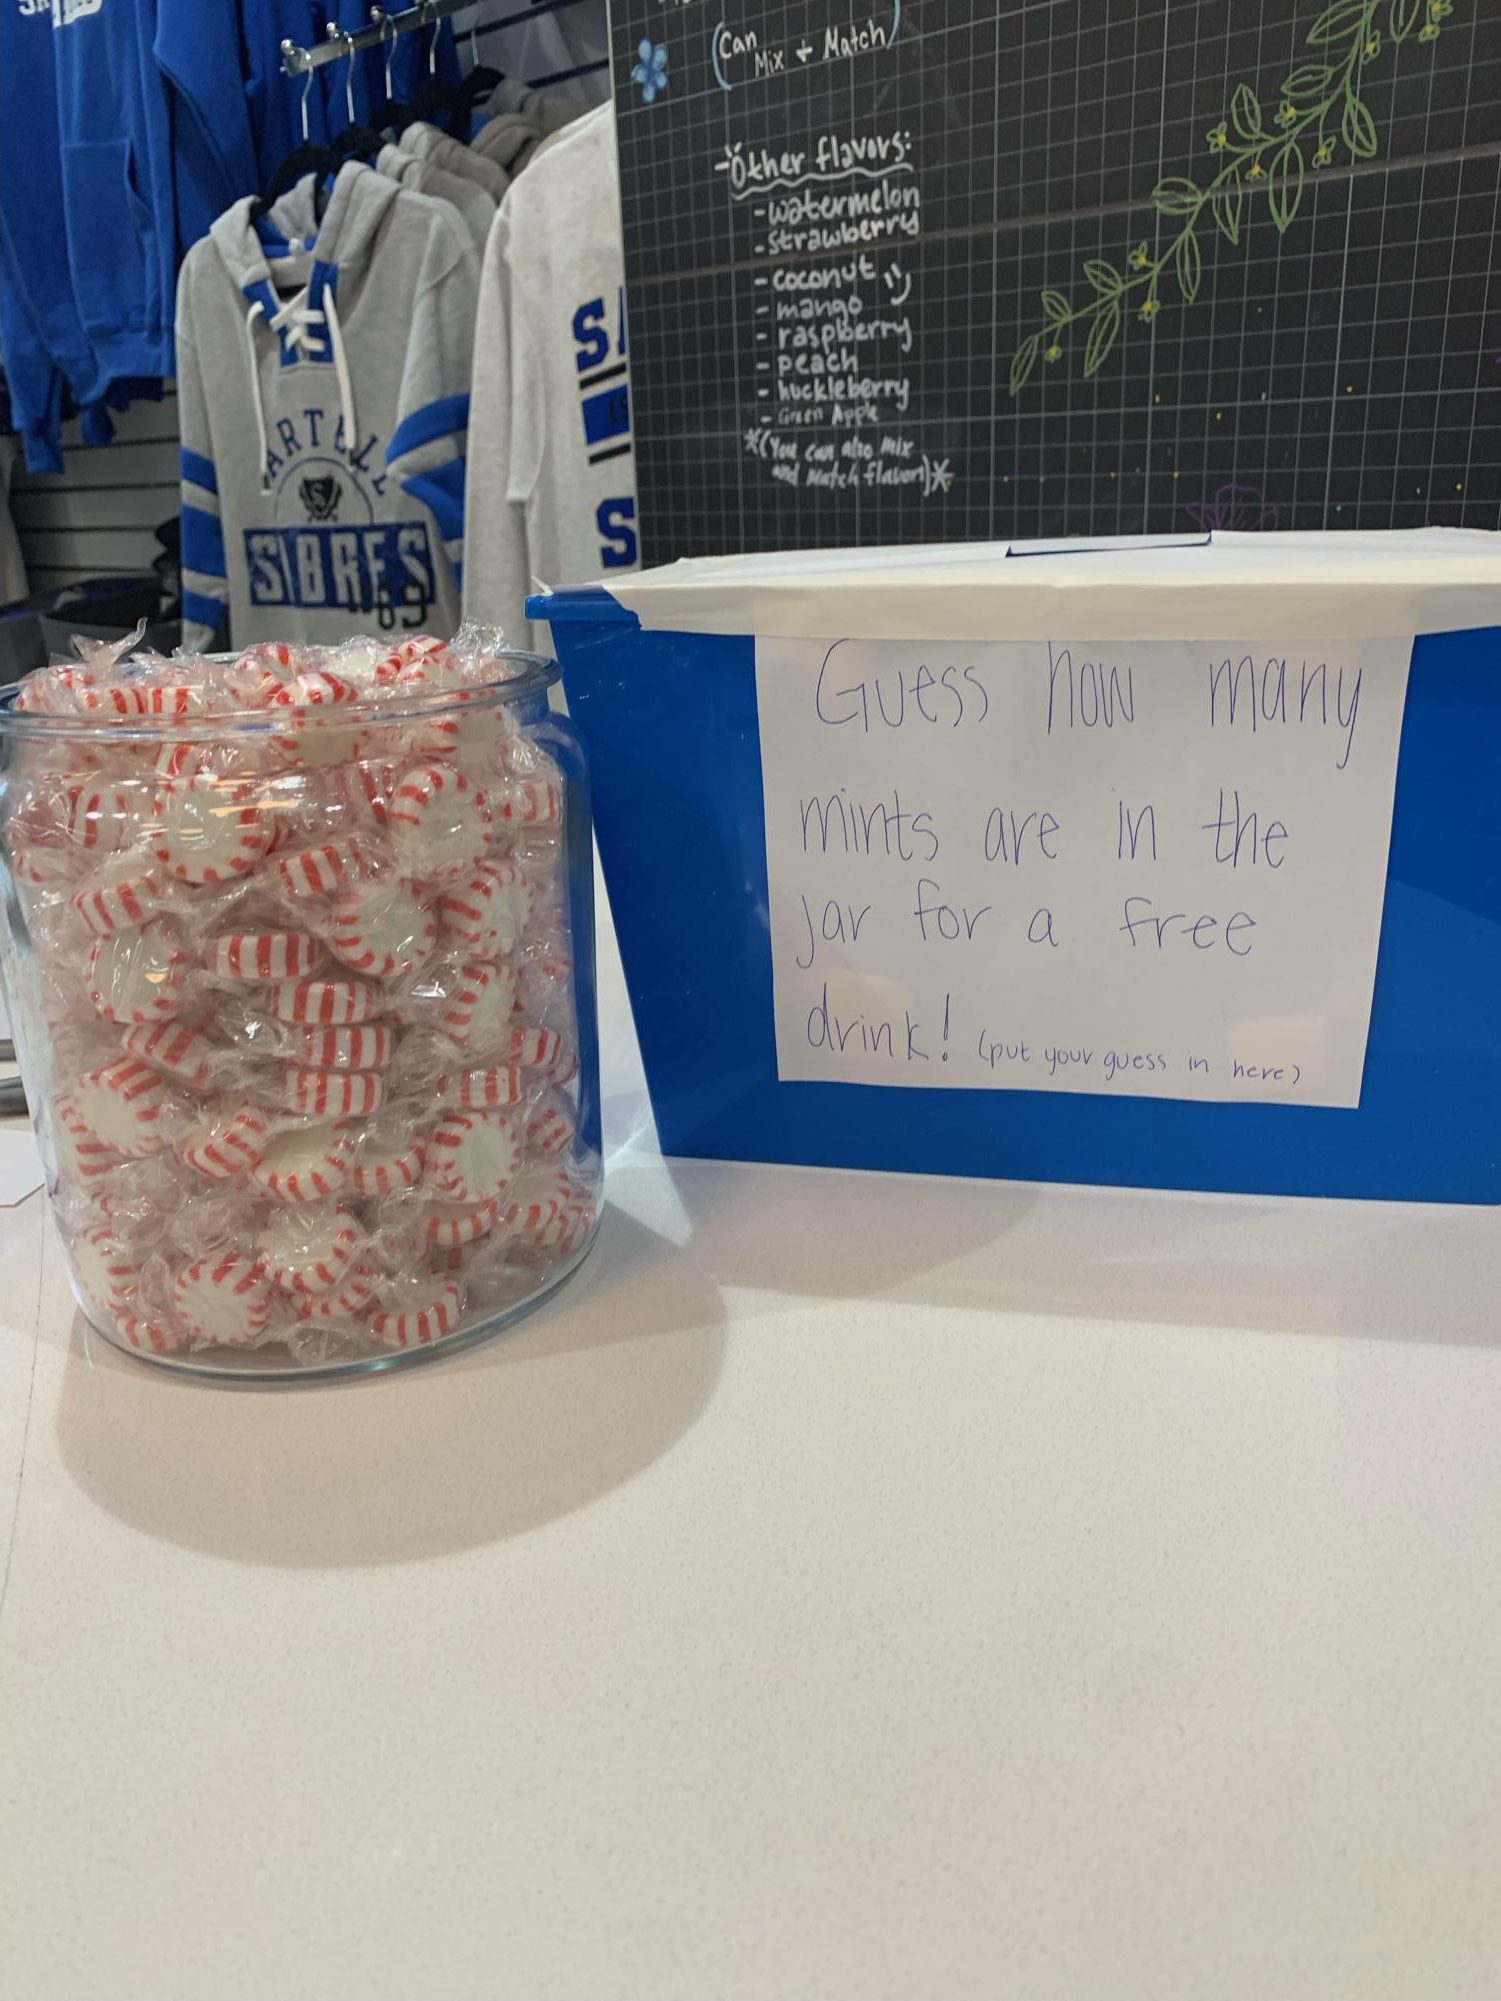 (Can
Mix + Match)
-Other flavors:
-watermelon
-strawberry
-coconut
-mango
-raspberry
-peach
-huckleberry
-Green Apple
*(You can also mix
and Match flavors)*
SA
S
ARTELL
S
SABRES
Guess how many
mints are in the
jar for a free
drink! (put your guess in here)